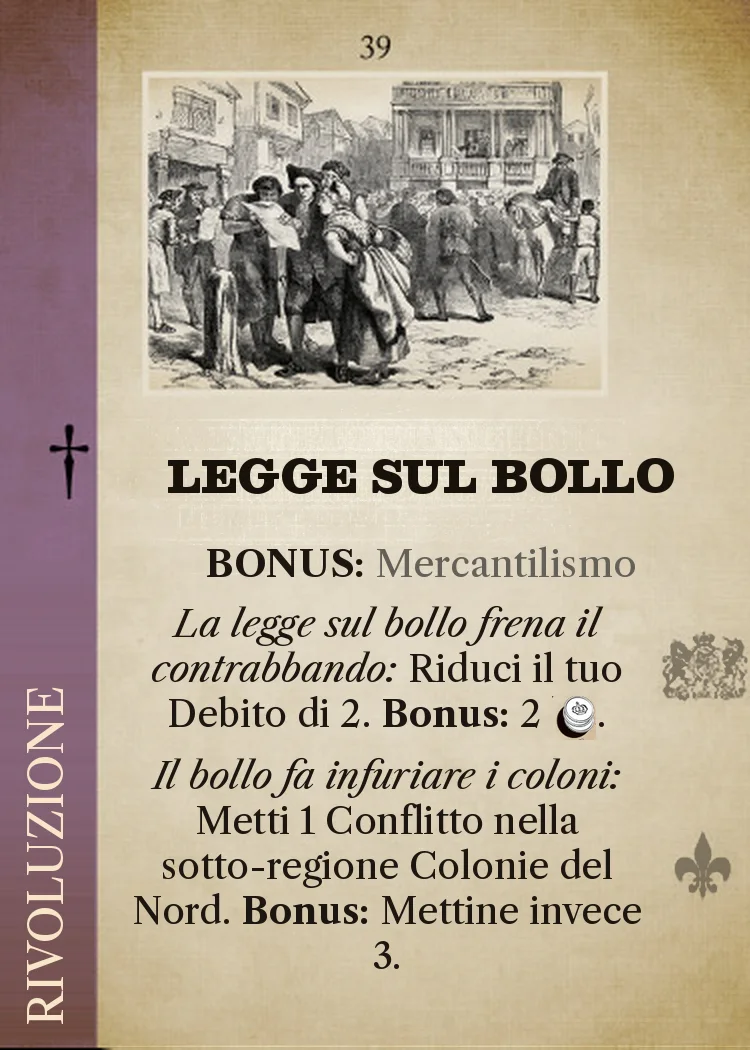 39
LEGGE SUL BOLLO
BONUS: Mercantilismo
La legge sul bollo frena il
contrabbando: Riduci il tuo
Debito di 2. Bonus: 2 .
Il bollo fa infuriare i coloni:
Metti 1 Conflitto nella
sotto-regione Colonie del
Nord. Bonus: Mettine invece
3.
RIVOLUZIONE